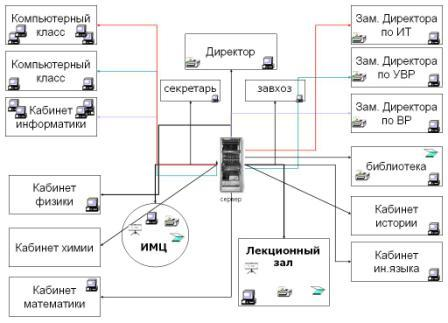 Компьютерный
класс
Директор
Зам. Директора
по ИТ
Компьютерный
класс
секретарь
завхоз
Зам. Директора
по УВР
Кабинет
информатики
Зам. Директора
по ВР
библиотека
сервер
Кабинет
физики
Кабинет
истории
Кабинет химии
ИМЦ
Лекционный
зал
Кабинет
ин.языка
Кабинет
математики